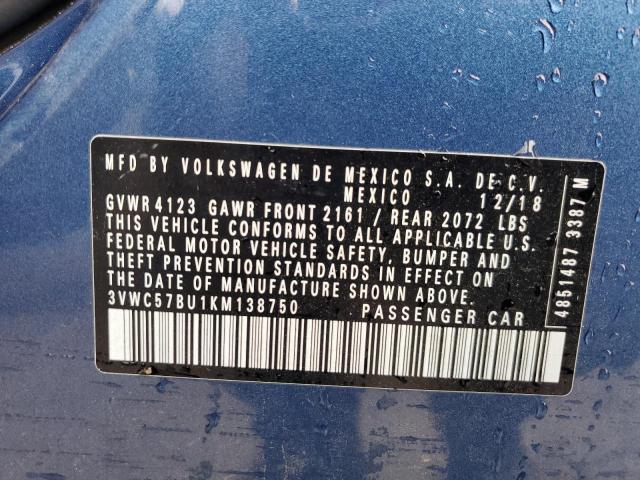 MFD BY VOLKSWAGEN DE MEXICO S.A. DE C.V.
MEXICO 12/18
GVWR 4123 GAWR FRONT 2161 / REAR 2072 LBS
THIS VEHICLE CONFORMS TO ALL APPLICABLE U.S.
FEDERAL MOTOR VEHICLE SAFETY, BUMPER AND
THEFT PREVENTION STANDARDS IN EFFECT ON
THE DATE OF MANUFACTURE SHOWN ABOVE.
3VWC57BU1KM138750 PASSENGER CAR
4851487 3387 M